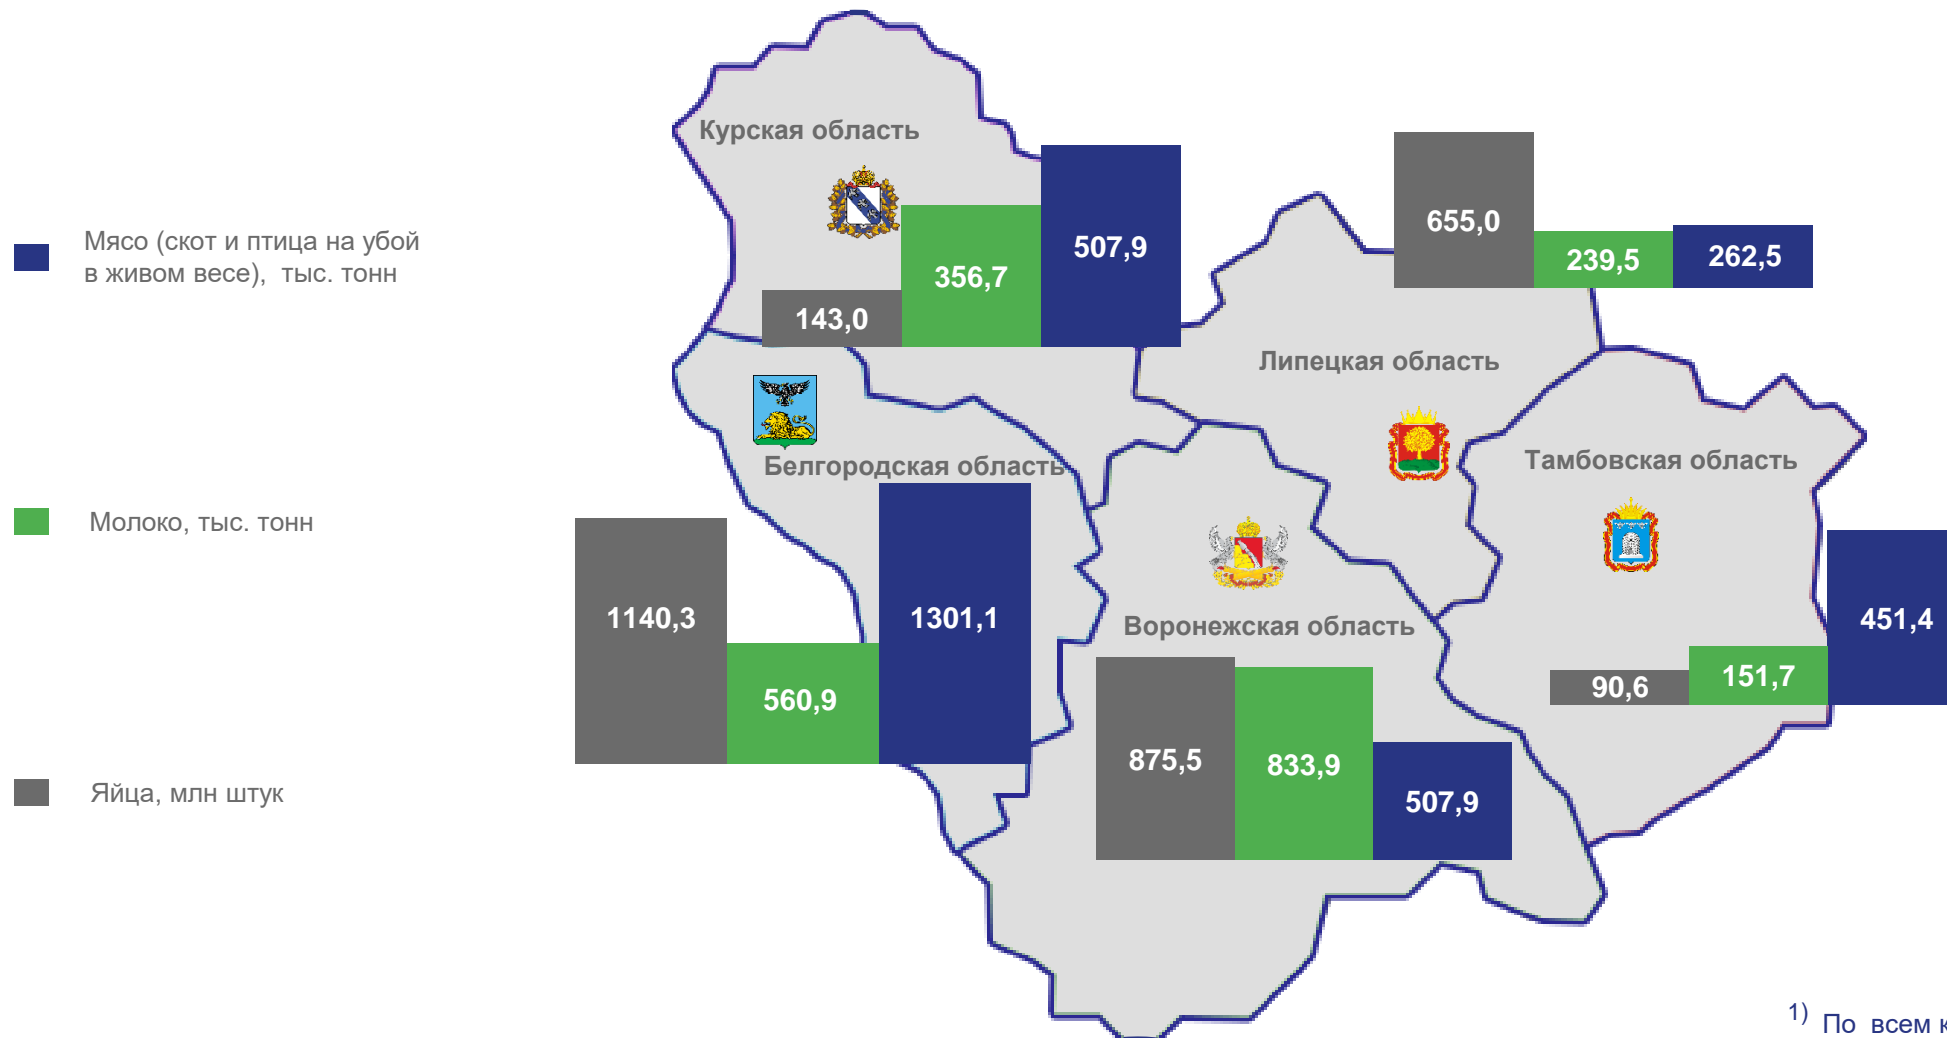 Курская область
143,0
356,7
507,9
655,0
239,5
262,5
Мясо (скот и птица на убой
в живом весе), тыс. тонн
Липецкая область
Белгородская область
Тамбовская область
Молоко, тыс. тонн
1140,3
560,9
1301,1
Воронежская область
90,6
151,7
451,4
875,5
833,9
507,9
Яйца, млн штук
1) По всем